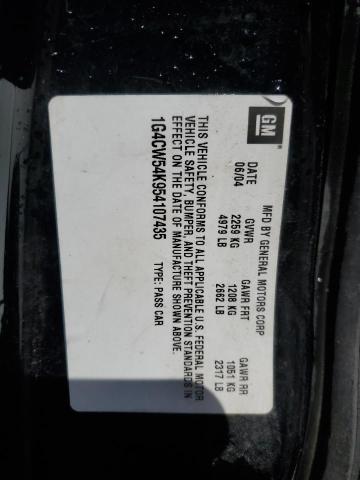 GM
MFD BY GENERAL MOTORS CORP
DATE GVWR GAWR FRT GAWR RR
06/04 2259 KG 1208 KG 1051 KG
4979 LB 2662 LB 2317 LB
THIS VEHICLE CONFORMS TO ALL APPLICABLE U.S. FEDERAL MOTOR
VEHICLE SAFETY, BUMPER, AND THEFT PREVENTION STANDARDS IN
EFFECT ON THE DATE OF MANUFACTURE SHOWN ABOVE.
1G4CW54K954107435 TYPE: PASS CAR